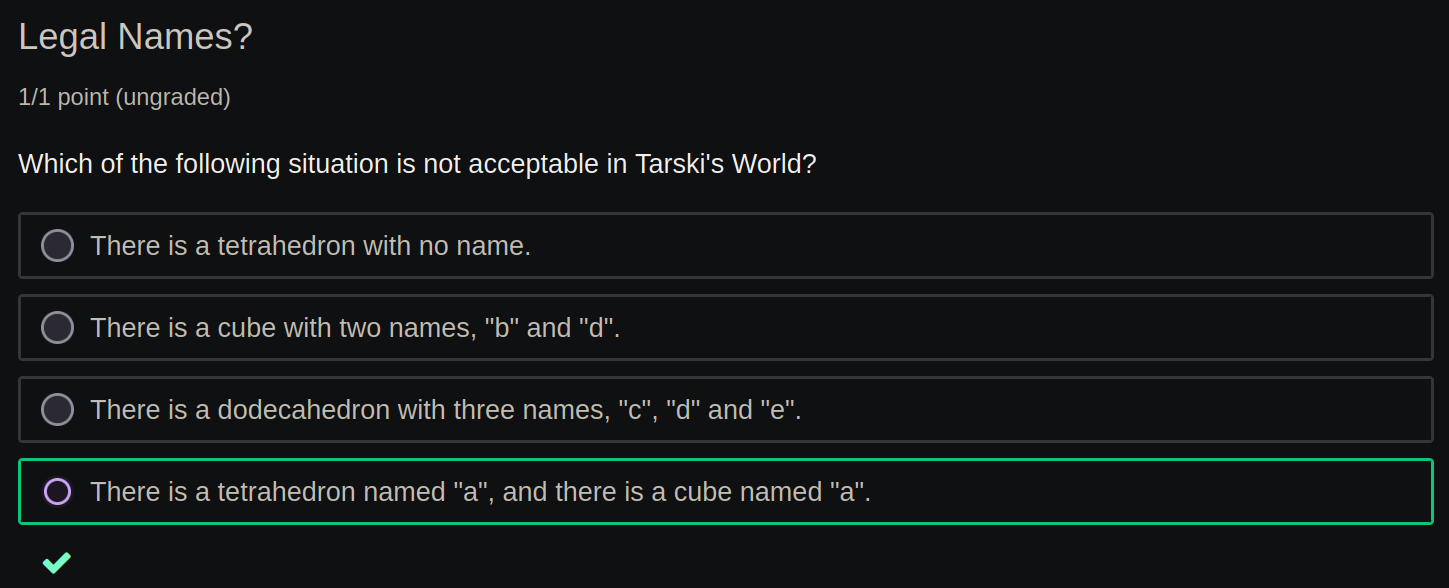 Legal Names?
1/1 point (ungraded)
Which of the following situation is not acceptable in Tarski's World?
There is a tetrahedron with no name.
There is a cube with two names, "b" and "d".
There is a dodecahedron with three names, "c", "d" and "e".
There is a tetrahedron named "a", and there is a cube named "a".